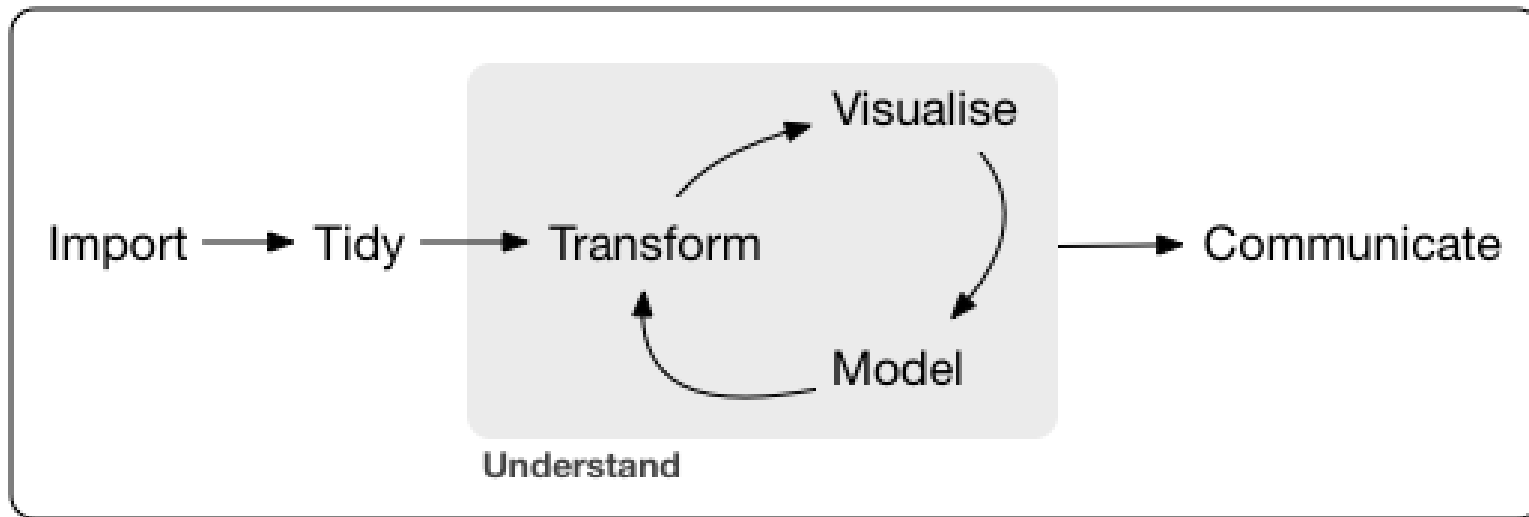 Visualise
Import Tidy Transform Communicate
Model
Understand